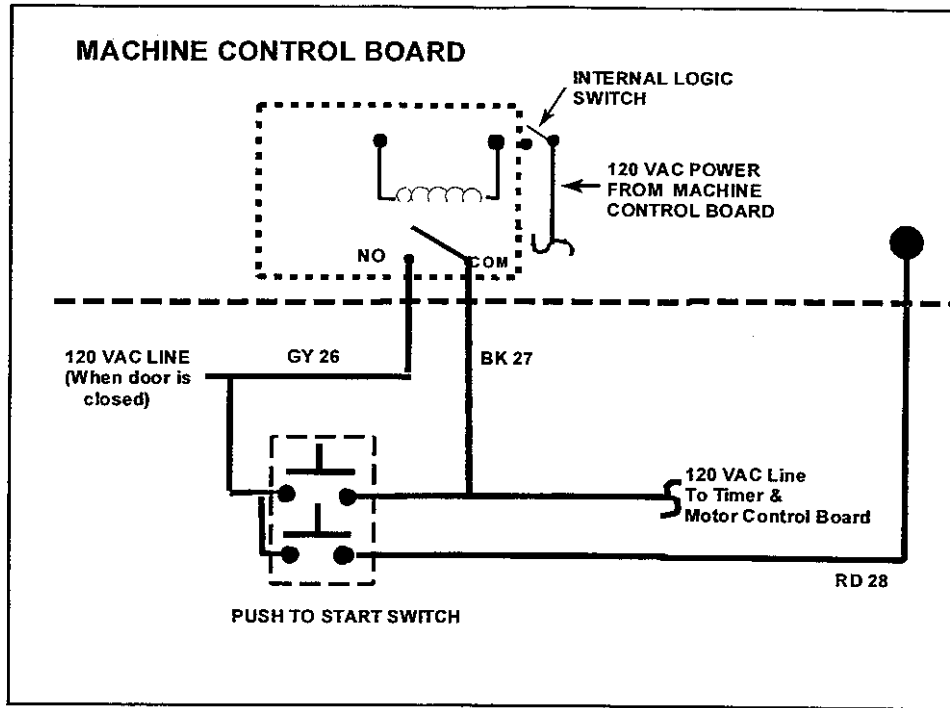 MACHINE CONTROL BOARD
INTERNAL LOGIC
SWITCH
120 VAC POWER
FROM MACHINE
CONTROL BOARD
NO
COM
120 VAC LINE
(When door is
closed)
GY 26
BK 27
120 VAC Line
To Timer &
Motor Control Board
RD 28
PUSH TO START SWITCH